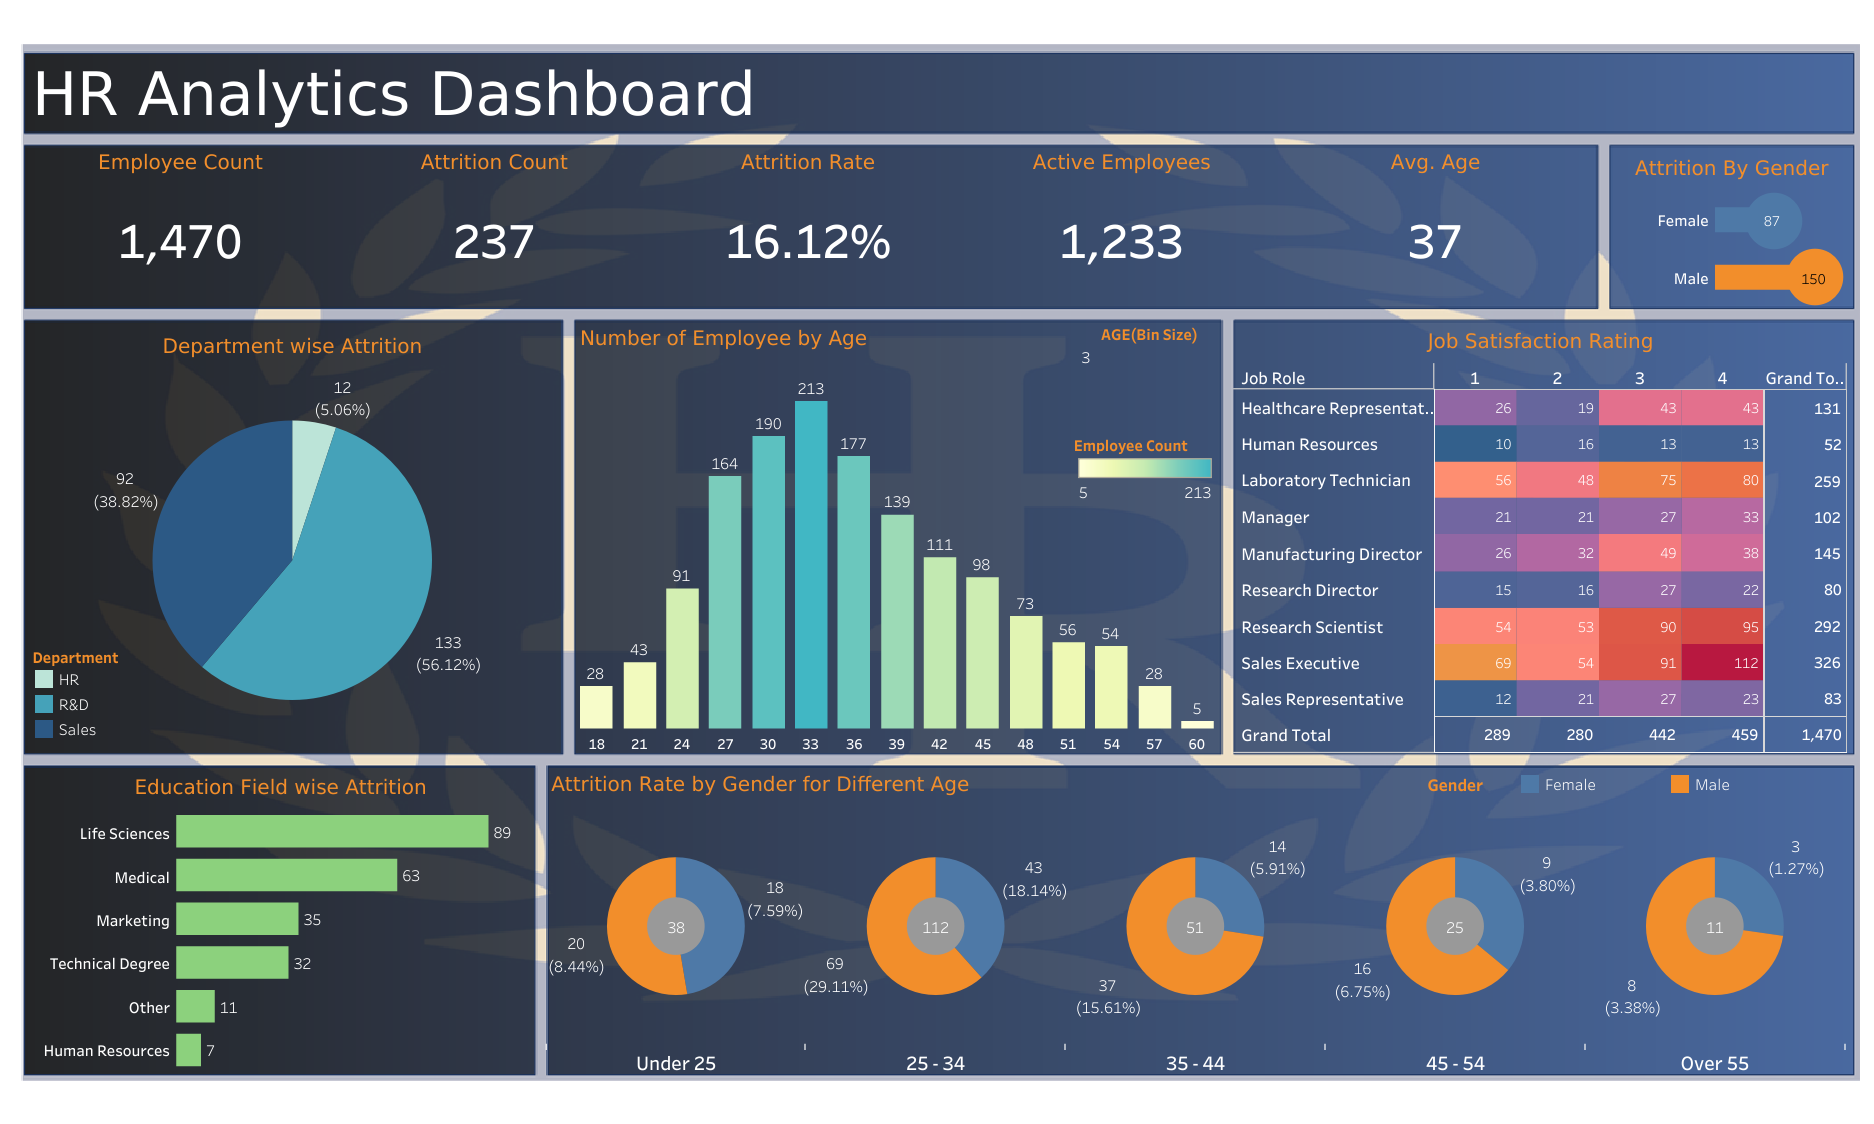 HR Analytics Dashboard
Employee Count
Attrition Count
Attrition Rate
Active Employees
Avg. Age
1,470
237
16.12%
1,233
37
Attrition By Gender
Female
87
Male
150
Department wise Attrition
12
(5.06%)
92
(38.82%)
133
(56.12%)
Department
HR
R&D
Sales
Number of Employee by Age
AGE(Bin Size)
3
Employee Count
5 213
28 43 91 164 190 213 177 139 111 98 73 56 54 28 5
18 21 24 27 30 33 36 39 42 45 48 51 54 57 60
HR
Job Satisfaction Rating
Job Role 1 2 3 4 Grand To..
Healthcare Representat.. 26 19 43 43 131
Human Resources 10 16 13 13 52
Laboratory Technician 56 48 75 80 259
Manager 21 21 27 33 102
Manufacturing Director 26 32 49 38 145
Research Director 15 16 27 22 80
Research Scientist 54 53 90 95 292
Sales Executive 69 54 91 112 326
Sales Representative 12 21 27 23 83
Grand Total 289 280 442 459 1,470
Education Field wise Attrition
Life Sciences 89
Medical 63
Marketing 35
Technical Degree 32
Other 11
Human Resources 7
Attrition Rate by Gender for Different Age
Gender Female Male
18
(7.59%)
38
20
(8.44%)
Under 25
43
(18.14%)
112
69
(29.11%)
25 - 34
14
(5.91%)
51
37
(15.61%)
35 - 44
9
(3.80%)
25
16
(6.75%)
45 - 54
3
(1.27%)
11
8
(3.38%)
Over 55